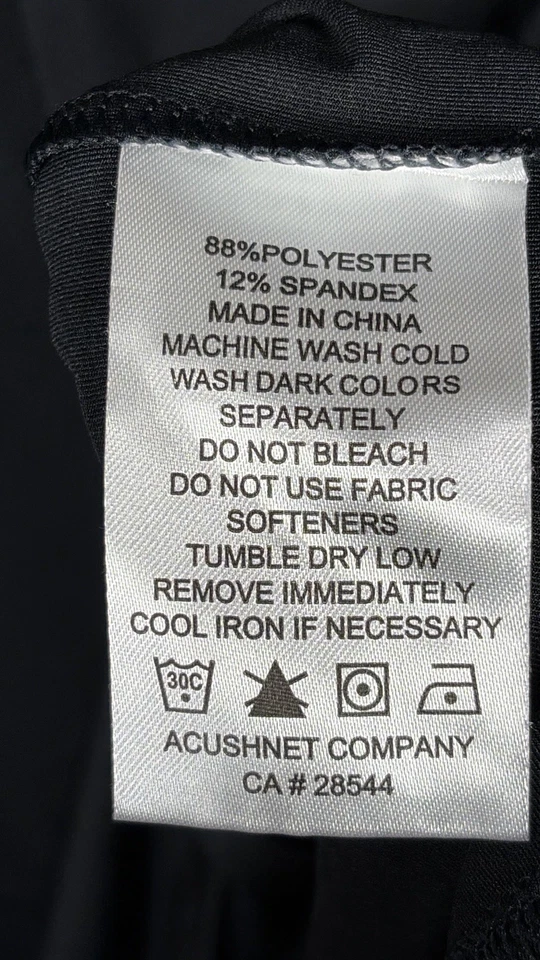 88%POLYESTER
12% SPANDEX
MADE IN CHINA
MACHINE WASH COLD
WASH DARK COLORS
SEPARATELY
DO NOT BLEACH
DO NOT USE FABRIC
SOFTENERS
TUMBLE DRY LOW
REMOVE IMMEDIATELY
COOL IRON IF NECESSARY
30C
ACUSHNET COMPANY
CA # 28544